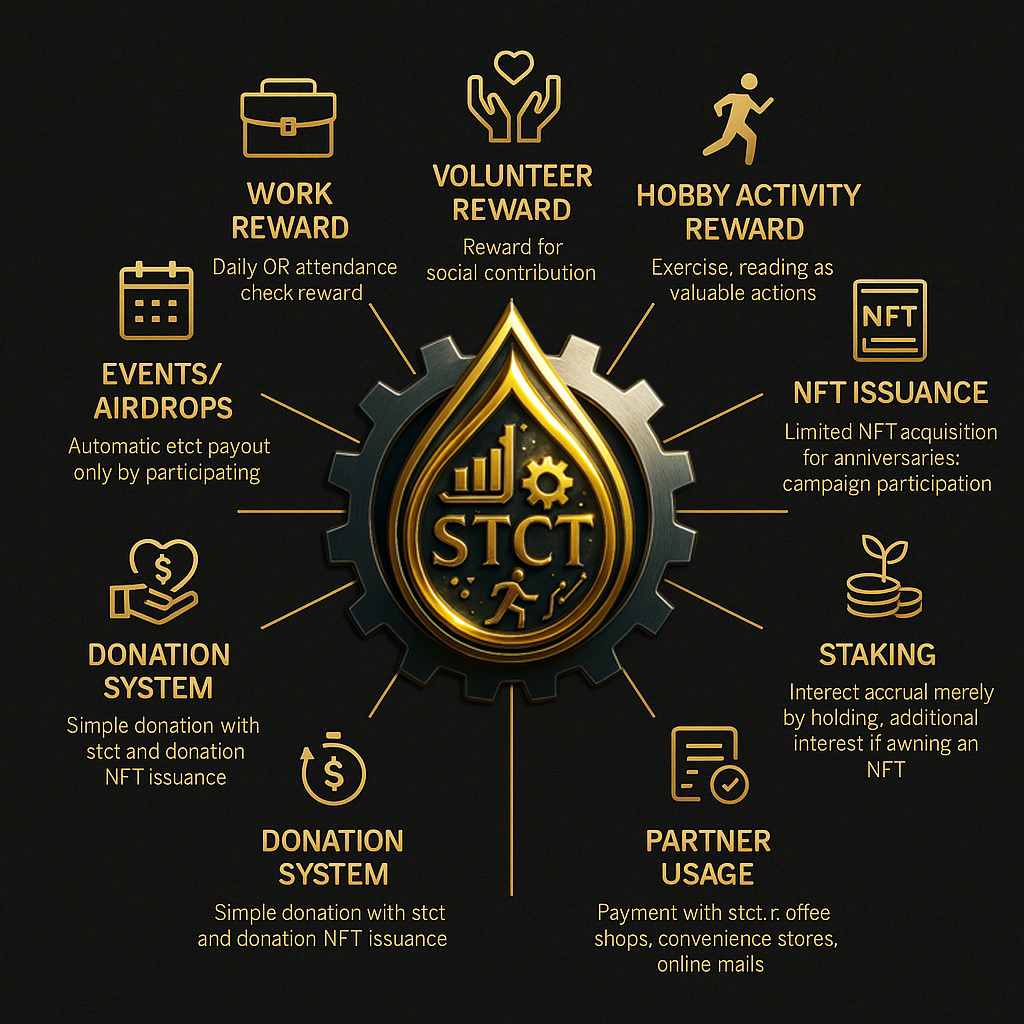 WORK
REWARD
Daily OR attendance
check reward
VOLUNTEER
REWARD
Reward for
social contribution
HOBBY ACTIVITY
REWARD
Exercise, reading as
valuable actions
EVENTS/
AIRDROPS
Automatic etct payout
only by participating
NFT
NFT ISSUANCE
Limited NFT acquisition
for anniversaries:
campaign participation
STCT
$
DONATION
SYSTEM
Simple donation with
stct and donation
NFT issuance
STAKING
Interect accrual merely
by holding, additional
interest if awning an
NFT
$
DONATION
SYSTEM
Simple donation with stct
and donation NFT issuance
PARTNER
USAGE
Payment with stct. r. offee
shops, convenience stores,
online mails